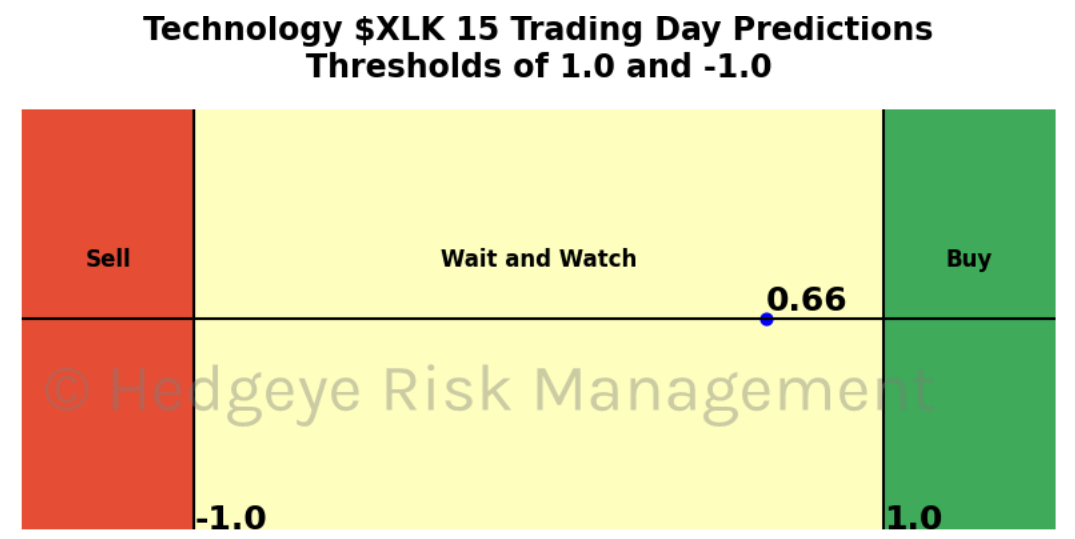 Technology $XLK 15 Trading Day Predictions
Thresholds of 1.0 and -1.0
Sell
Wait and Watch
Buy
0.66
© Hedgeye Risk Management
-1.0
1.0